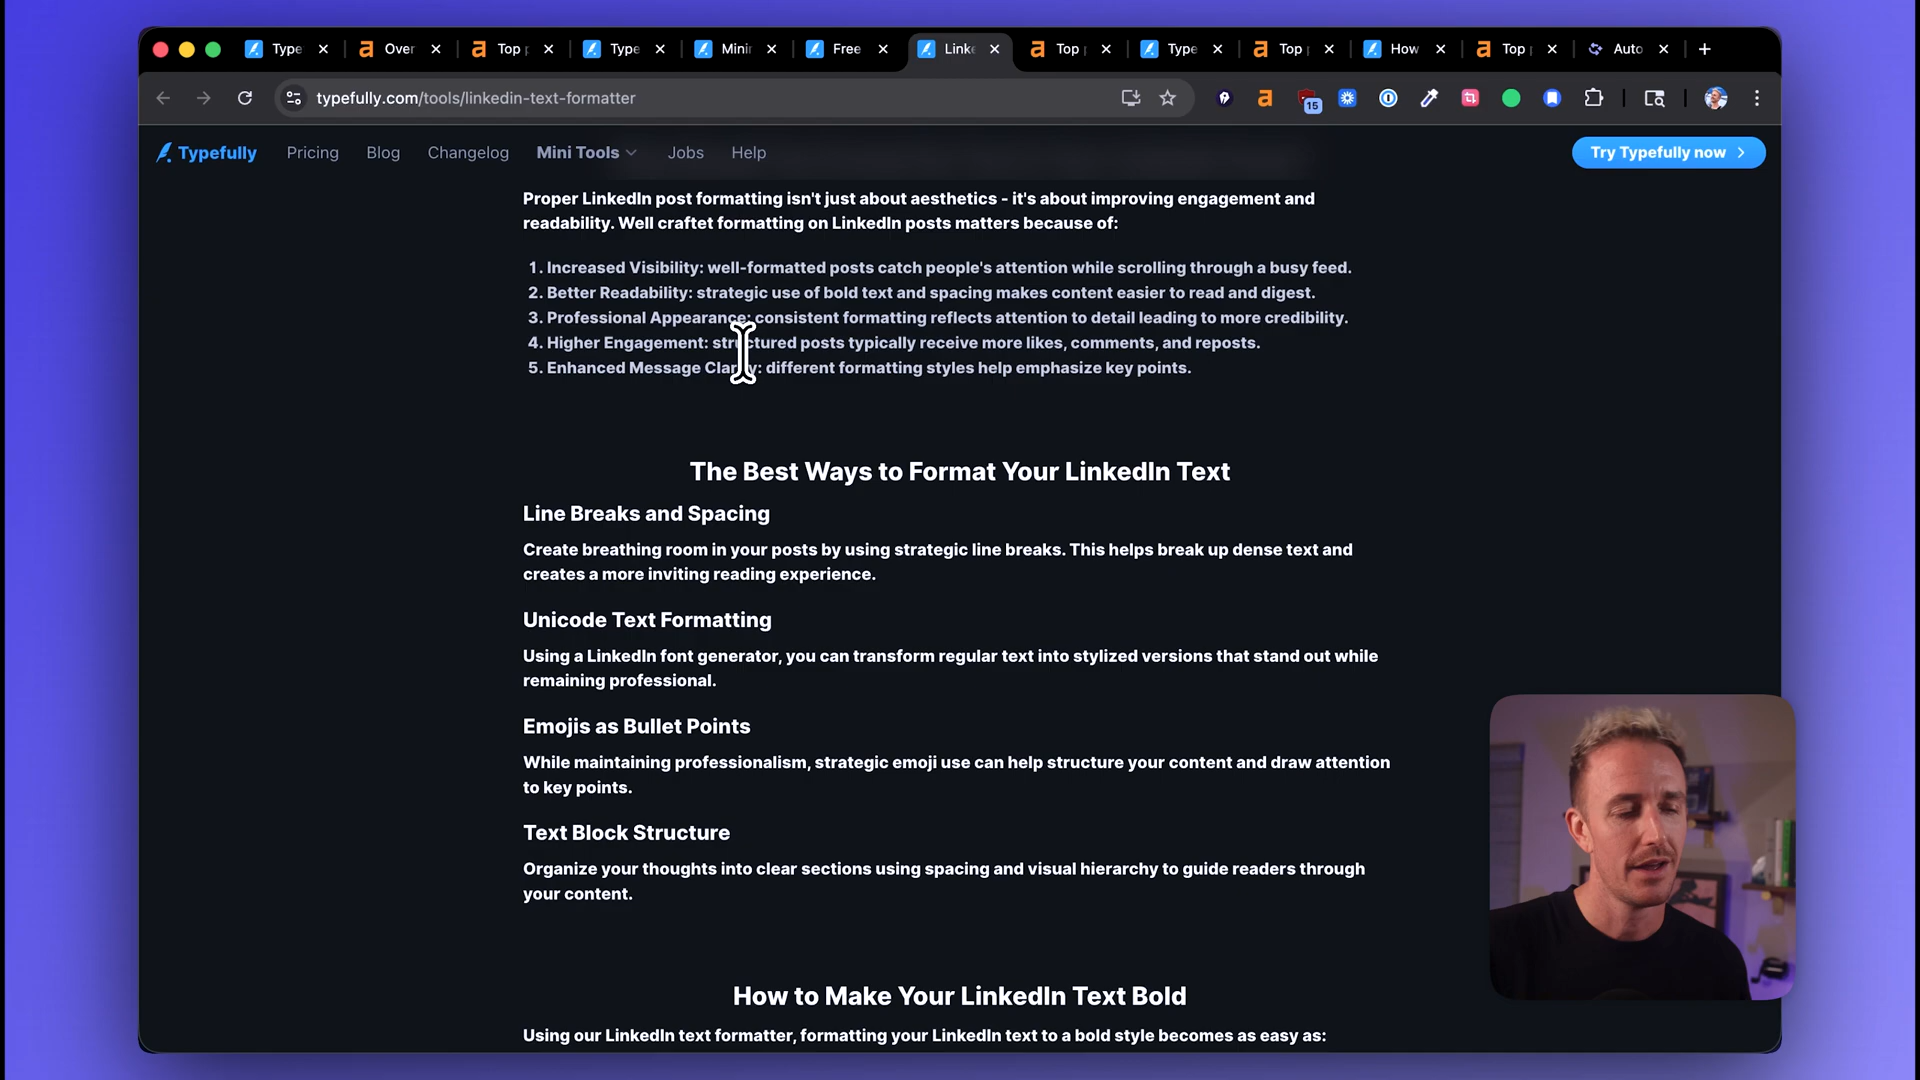 Type
Over
Top
Type
Mini
Free
Linke
Top
Type
Top
How
Top
Auto
typefully.com/tools/linkedin-text-formatter
15
Typefully
Pricing
Blog
Changelog
Mini Tools
Jobs
Help
Try Typefully now
Proper LinkedIn post formatting isn't just about aesthetics - it's about improving engagement and
readability. Well craftet formatting on LinkedIn posts matters because of:
1. Increased Visibility: well-formatted posts catch people's attention while scrolling through a busy feed.
2. Better Readability: strategic use of bold text and spacing makes content easier to read and digest.
3. Professional Appearance: consistent formatting reflects attention to detail leading to more credibility.
4. Higher Engagement: structured posts typically receive more likes, comments, and reposts.
5. Enhanced Message Clarity: different formatting styles help emphasize key points.
The Best Ways to Format Your LinkedIn Text
Line Breaks and Spacing
Create breathing room in your posts by using strategic line breaks. This helps break up dense text and
creates a more inviting reading experience.
Unicode Text Formatting
Using a LinkedIn font generator, you can transform regular text into stylized versions that stand out while
remaining professional.
Emojis as Bullet Points
While maintaining professionalism, strategic emoji use can help structure your content and draw attention
to key points.
Text Block Structure
Organize your thoughts into clear sections using spacing and visual hierarchy to guide readers through
your content.
How to Make Your LinkedIn Text Bold
Using our LinkedIn text formatter, formatting your LinkedIn text to a bold style becomes as easy as: